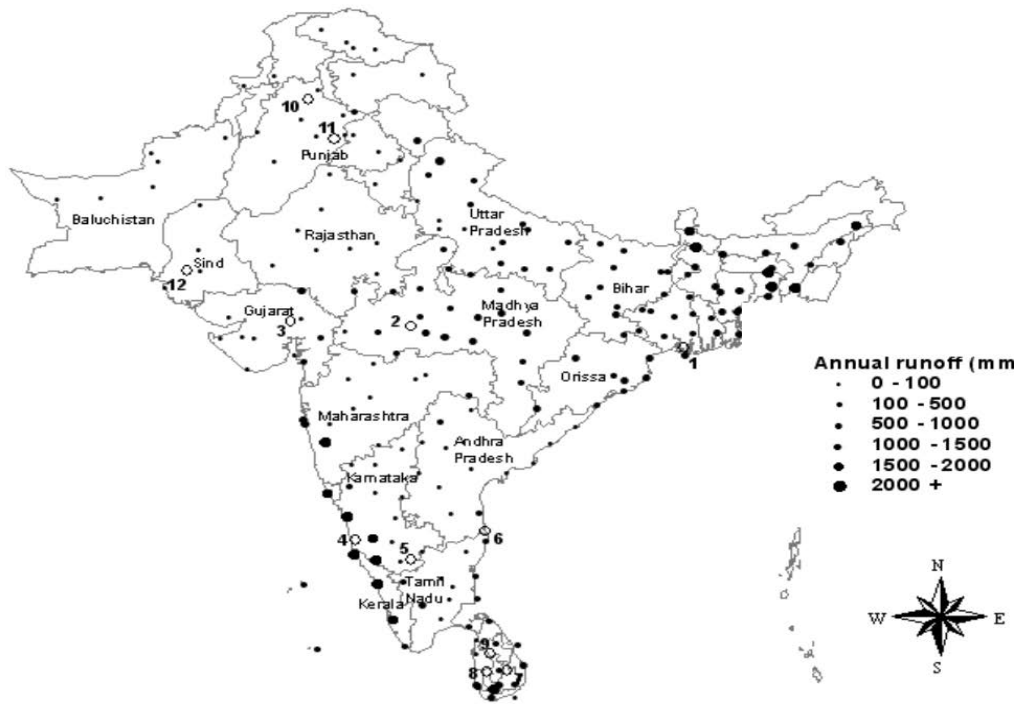 10
11
Punjab
Baluchistan
Uttar
Pradesh
Rajasthan
Sind
12
Bihar
Gujarat
3
2
Madhya
Pradesh
1
Orissa
Annual runoff (mm
0 - 100
100 - 500
500 - 1000
1000 - 1500
1500 - 2000
2000 +
Maharashtra
Andhra
Pradesh
Karnataka
4
5
6
Tamil
Nadu
Kerala
N
W
E
S
9
8
7